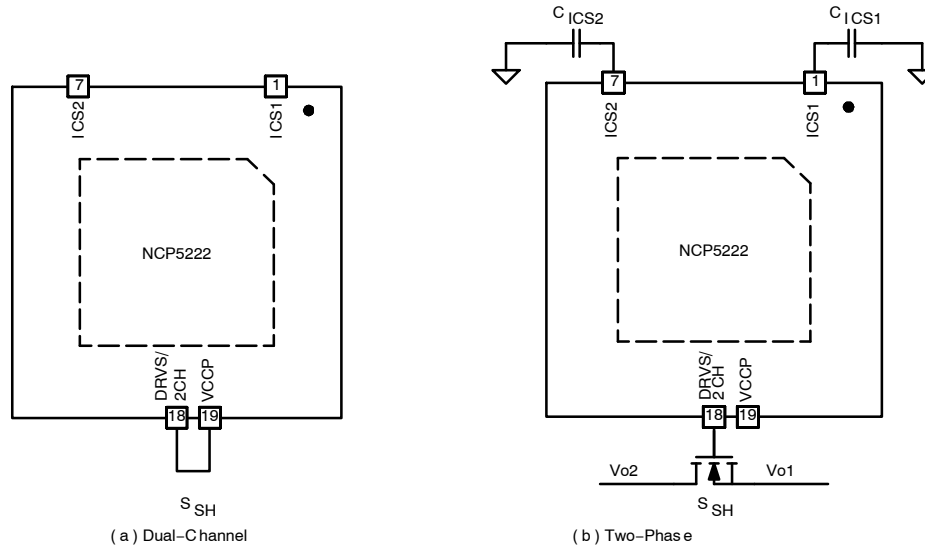 C ICS2
C ICS1
7
1
7
1
ICS2
ICS1
ICS2
ICS1
NCP5222
NCP5222
DRVS/
2CH
VCCP
DRVS/
2CH
VCCP
18
19
18
19
Vo2
Vo1
S SH
S SH
(a) Dual-Channel
(b) Two-Phase